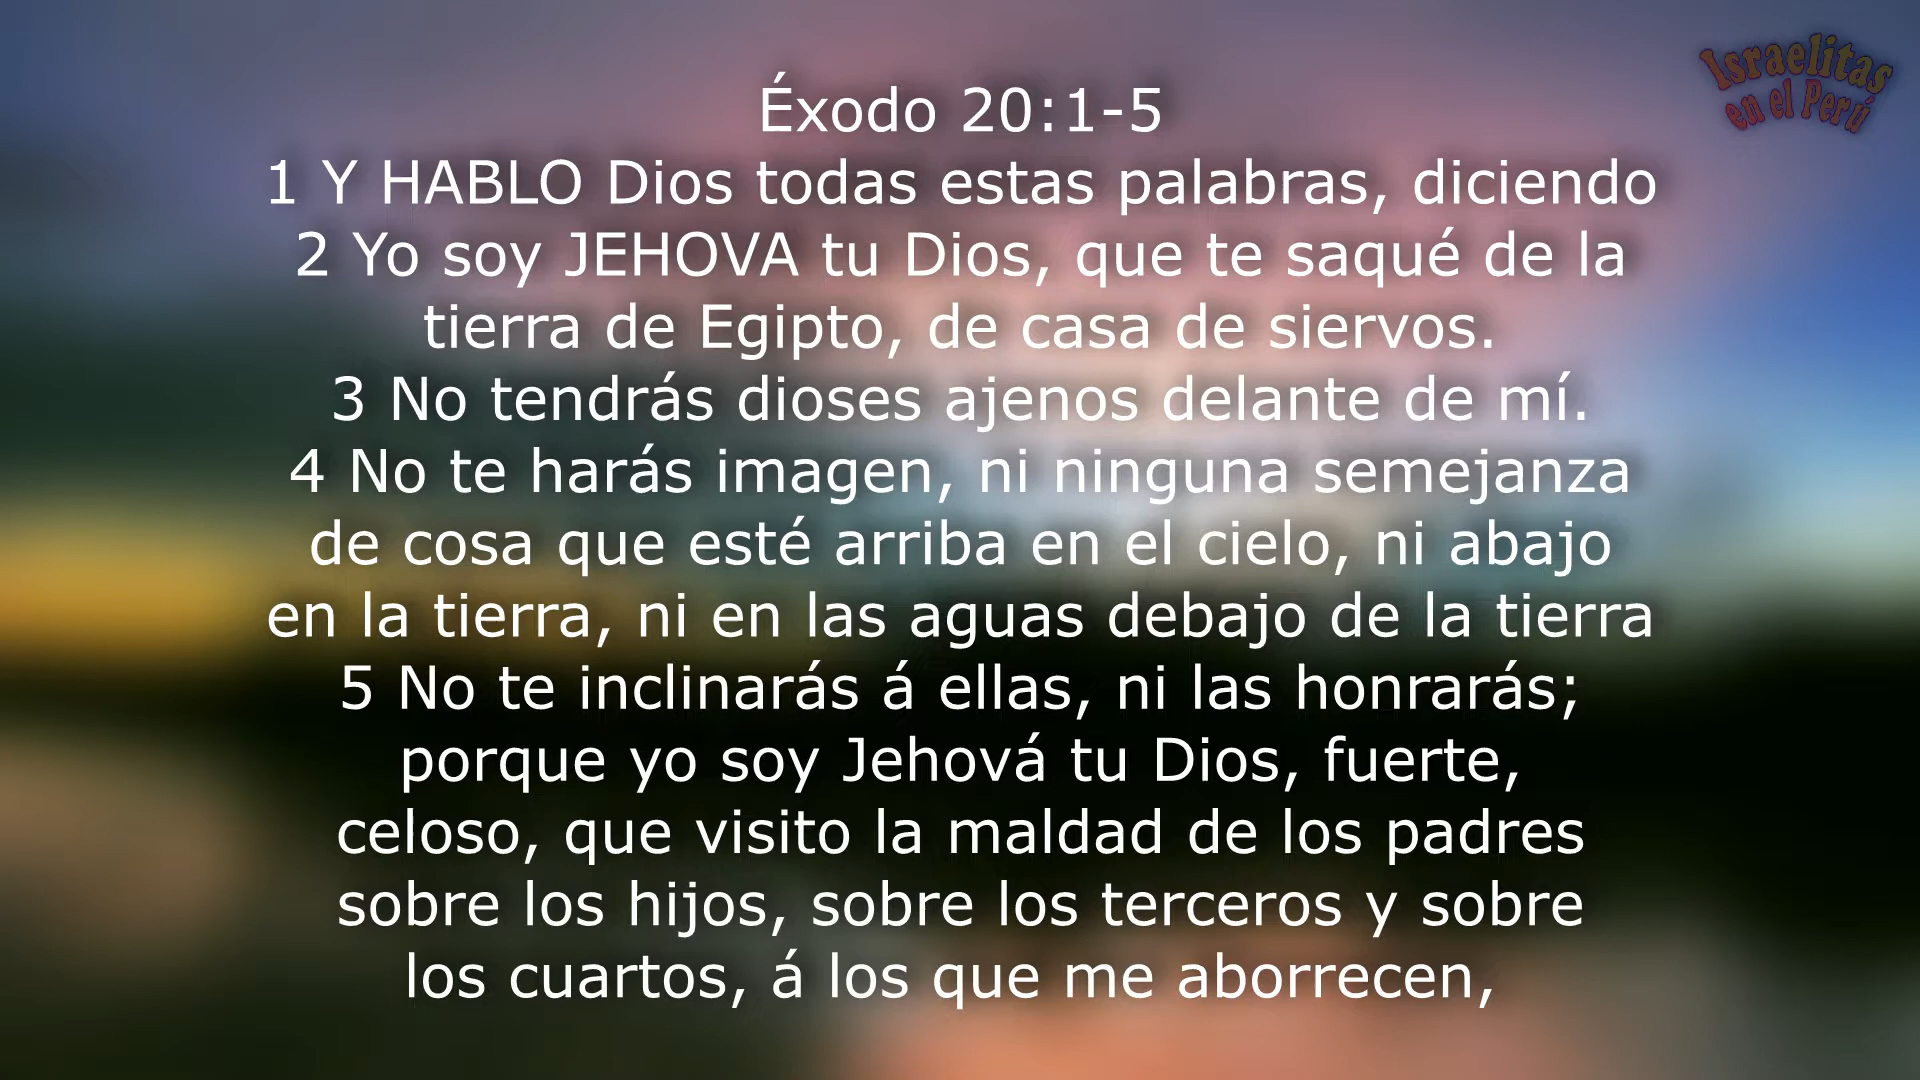 Israelitas
en el Perú
Éxodo 20:1-5
1 Y HABLO Dios todas estas palabras, diciendo
2 Yo soy JEHOVA tu Dios, que te saqué de la
tierra de Egipto, de casa de siervos.
3 No tendrás dioses ajenos delante de mí.
4 No te harás imagen, ni ninguna semejanza
de cosa que esté arriba en el cielo, ni abajo
en la tierra, ni en las aguas debajo de la tierra
5 No te inclinarás á ellas, ni las honrarás;
porque yo soy Jehová tu Dios, fuerte,
celoso, que visito la maldad de los padres
sobre los hijos, sobre los terceros y sobre
los cuartos, á los que me aborrecen,